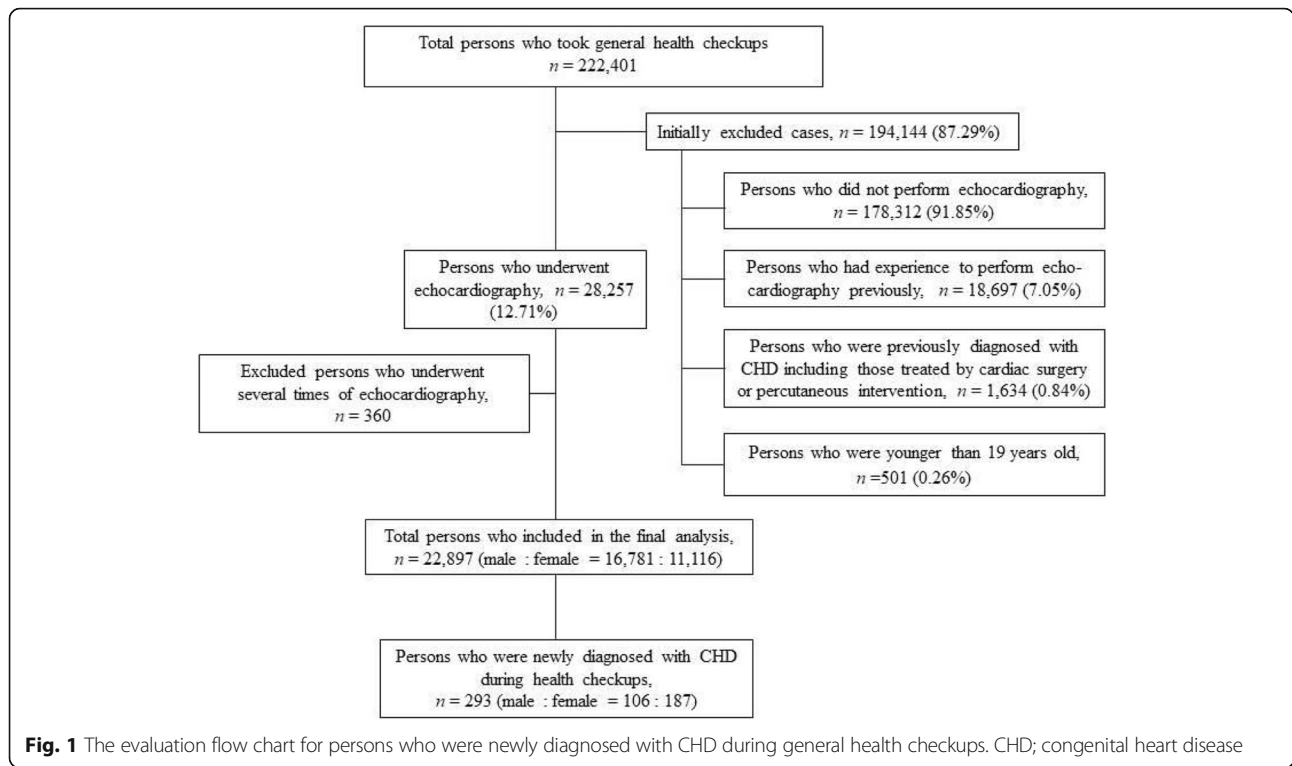 Total persons who took general health checkups
n = 222,401
Initially excluded cases, n = 194,144 (87.29%)
Persons who did not perform echocardiography,
n = 178,312 (91.85%)
Persons who underwent
echocardiography, n = 28,257
(12.71%)
Persons who had experience to perform echo-
cardiography previously, n = 18,697 (7.05%)
Persons who were previously diagnosed with
CHD including those treated by cardiac surgery
or percutaneous intervention, n = 1,634 (0.84%)
Excluded persons who underwent
several times of echocardiography,
n = 360
Persons who were younger than 19 years old,
n =501 (0.26%)
Total persons who included in the final analysis,
n = 22,897 (male : female = 16,781 : 11,116)
Persons who were newly diagnosed with CHD
during health checkups,
n = 293 (male : female = 106 : 187)
Fig. 1 The evaluation flow chart for persons who were newly diagnosed with CHD during general health checkups. CHD; congenital heart disease